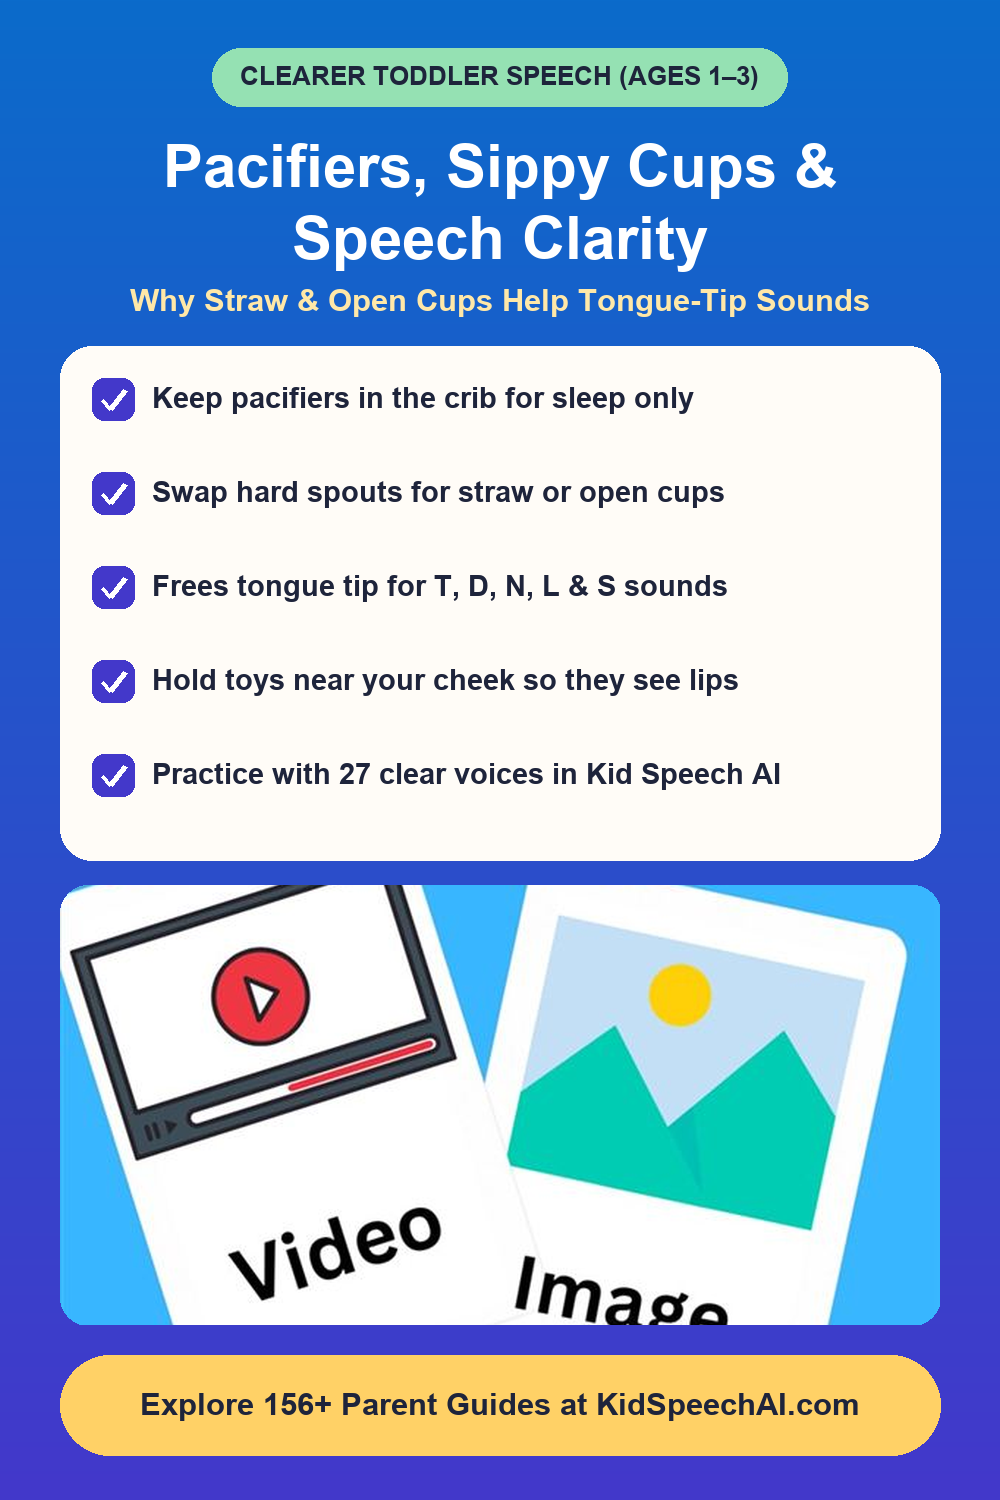 CLEARER TODDLER SPEECH (AGES 1–3)
Pacifiers, Sippy Cups &
Speech Clarity
Why Straw & Open Cups Help Tongue-Tip Sounds
Keep pacifiers in the crib for sleep only
Swap hard spouts for straw or open cups
Frees tongue tip for T, D, N, L & S sounds
Hold toys near your cheek so they see lips
Practice with 27 clear voices in Kid Speech AI
Video
Image
Explore 156+ Parent Guides at KidSpeechAI.com